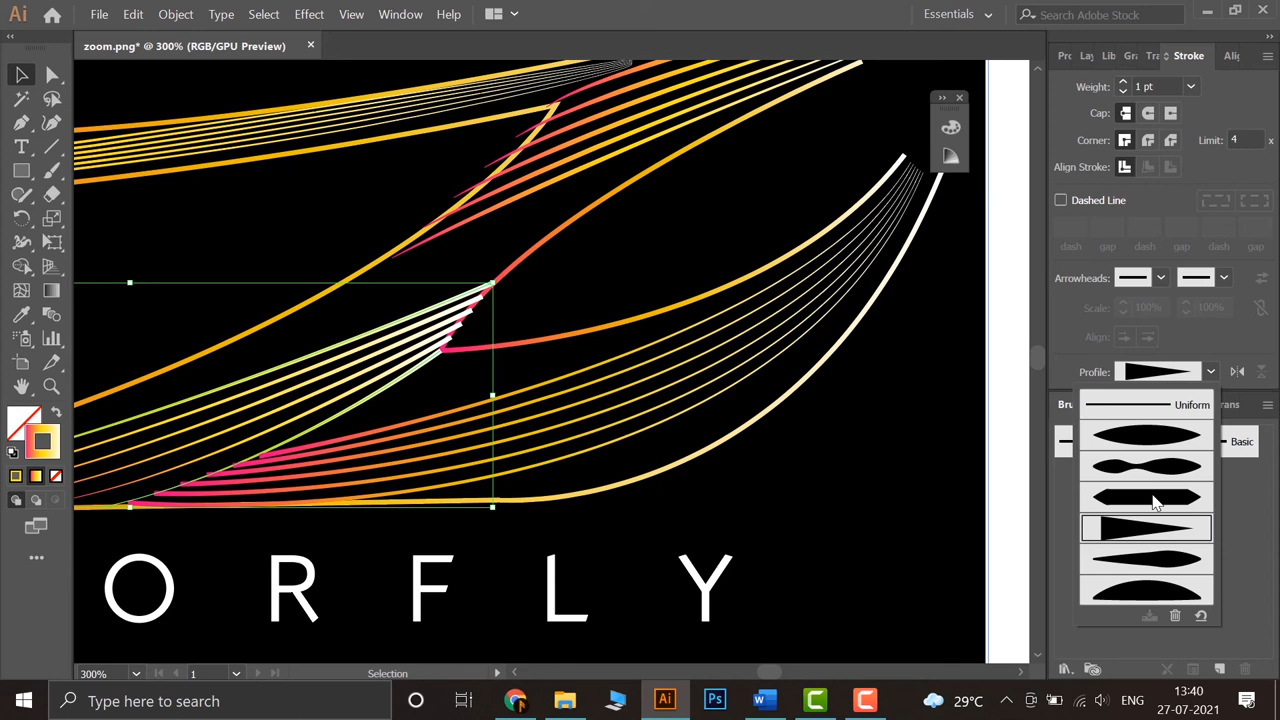 Ai File Edit Object Type Select Effect View Window Help Essentials Search Adobe Stock
zoom.png* @ 300% (RGB/GPU Preview)
Stroke
Weight: 1 pt
Cap:
Corner: Limit: 4 x
Align Stroke:
Dashed Line
dash gap dash gap dash gap
Arrowheads:
Scale: 100% 100%
Align:
Profile:
Uniform
Basic
O R F L Y
300% 1 Selection
Type here to search
Ai Ps W 29°C ENG 13:40
27-07-2021